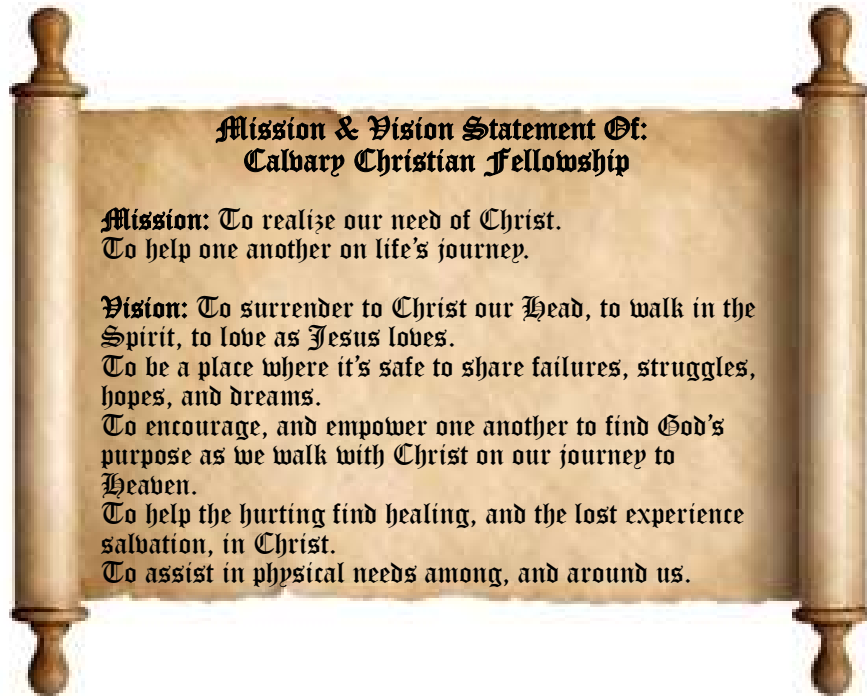 Mission & Vision Statement Of:
Calvary Christian Fellowship
Mission: To realize our need of Christ.
To help one another on life's journey.
Vision: To surrender to Christ our Head, to walk in the
Spirit, to love as Jesus loves.
To be a place where it's safe to share failures, struggles,
hopes, and dreams.
To encourage, and empower one another to find God's
purpose as we walk with Christ on our journey to
Heaven.
To help the hurting find healing, and the lost experience
salvation, in Christ.
To assist in physical needs among, and around us.